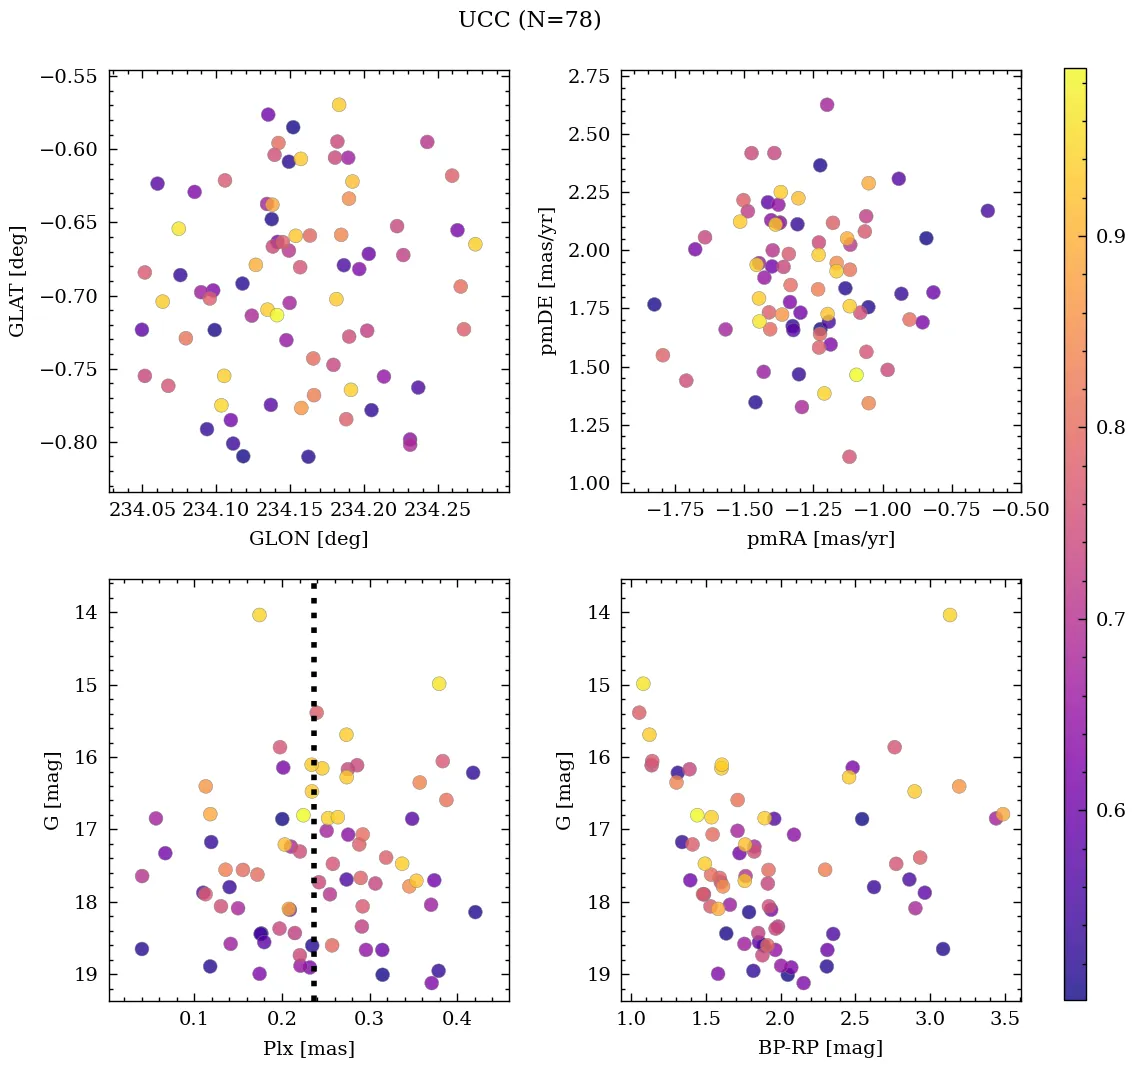 UCC (N=78)
−0.55
−0.60
−0.65
−0.70
−0.75
−0.80
GLAT [deg]
234.05 234.10 234.15 234.20 234.25
GLON [deg]
2.75
2.50
2.25
2.00
1.75
1.50
1.25
1.00
pmDE [mas/yr]
−1.75 −1.50 −1.25 −1.00 −0.75 −0.50
pmRA [mas/yr]
14
15
16
17
18
19
G [mag]
0.1 0.2 0.3 0.4
Plx [mas]
14
15
16
17
18
19
G [mag]
1.0 1.5 2.0 2.5 3.0 3.5
BP-RP [mag]
0.9
0.8
0.7
0.6